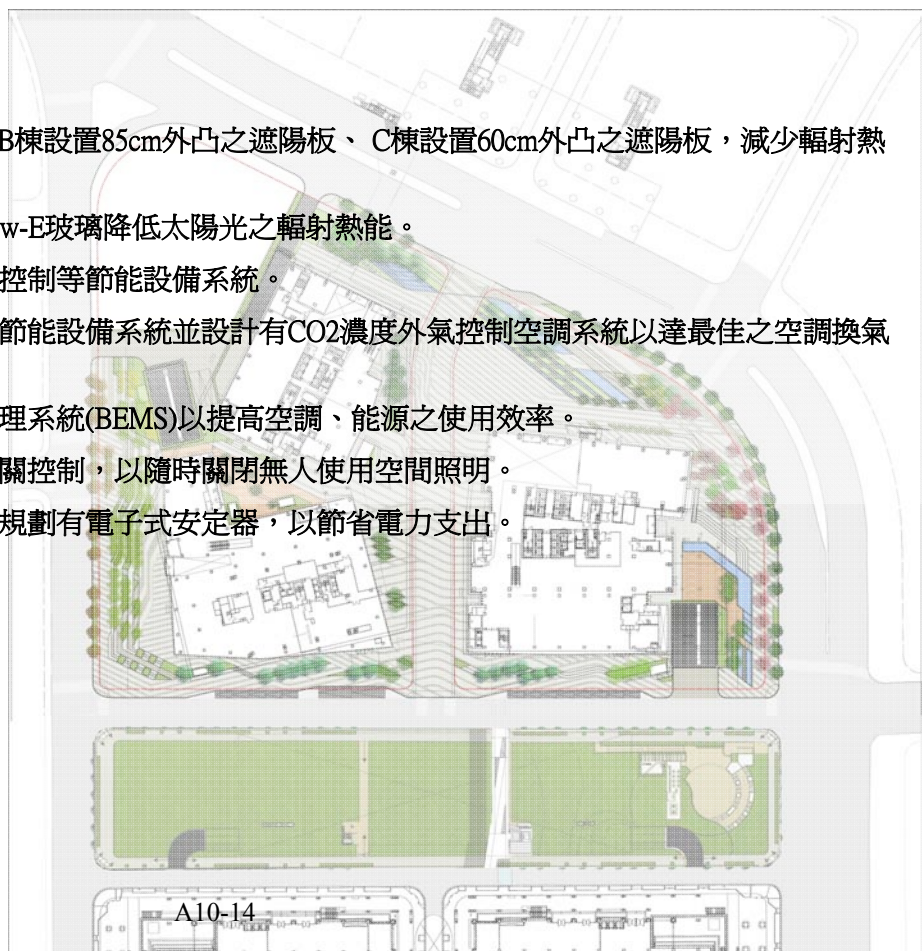 B棟設置85cm外凸之遮陽板、 C棟設置60cm外凸之遮陽板，減少輻射熱
w-E玻璃降低太陽光之輻射熱能。
控制等節能設備系統。
節能設備系統並設計有CO2濃度外氣控制空調系統以達最佳之空調換氣
理系統(BEMS)以提高空調、能源之使用效率。
關控制，以隨時關閉無人使用空間照明。
規劃有電子式安定器，以節省電力支出。
A10-14